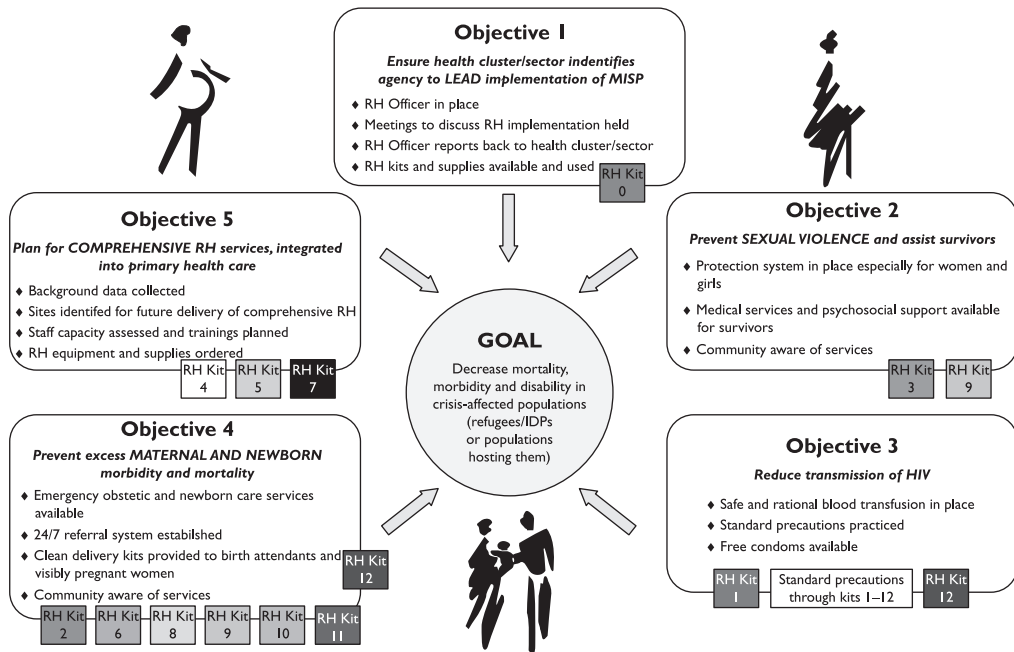 Objective 1
Ensure health cluster/sector indentifies
agency to LEAD implementation of MISP
♦ RH Officer in place
♦ Meetings to discuss RH implementation held
♦ RH Officer reports back to health cluster/sector
♦ RH kits and supplies available and used
RH Kit
0
Objective 5
Plan for COMPREHENSIVE RH services, integrated
into primary health care
♦ Background data collected
♦ Sites identifed for future delivery of comprehensive RH
♦ Staff capacity assessed and trainings planned
♦ RH equipment and supplies ordered
RH Kit
4
RH Kit
5
RH Kit
7
Objective 2
Prevent SEXUAL VIOLENCE and assist survivors
♦ Protection system in place especially for women and
girls
♦ Medical services and psychosocial support available
for survivors
♦ Community aware of services
RH Kit
3
RH Kit
9
GOAL
Decrease mortality,
morbidity and disability in
crisis-affected populations
(refugees/IDPs
or populations
hosting them)
Objective 4
Prevent excess MATERNAL AND NEWBORN
morbidity and mortality
♦ Emergency obstetic and newborn care services
available
♦ 24/7 referral system estabilshed
♦ Clean delivery kits provided to birth attendants and
visibly pregnant women
♦ Community aware of services
RH Kit
12
RH Kit
2
RH Kit
6
RH Kit
8
RH Kit
9
RH Kit
10
RH Kit
11
Objective 3
Reduce transmission of HIV
♦ Safe and rational blood transfusion in place
♦ Standard precautions practiced
♦ Free condoms available
RH Kit
1
Standard precautions
through kits 1–12
RH Kit
12